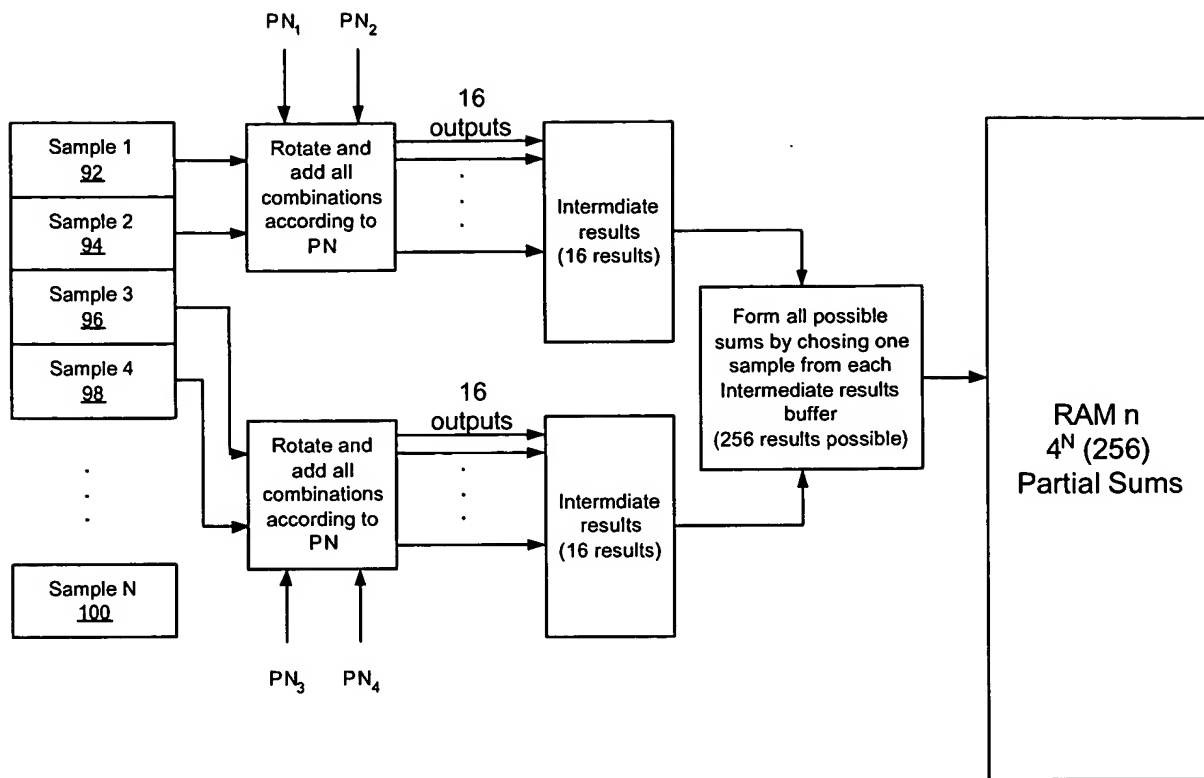 PN1
PN2
Sample 1
92
Sample 2
94
Sample 3
96
Sample 4
98
Sample N
100
Rotate and
add all
combinations
according to
PN
16
outputs
Intermdiate
results
(16 results)
Rotate and
add all
combinations
according to
PN
PN3
PN4
16
outputs
Intermdiate
results
(16 results)
Form all possible
sums by chosing one
sample from each
Intermediate results
buffer
(256 results possible)
RAM n
4^N (256)
Partial Sums